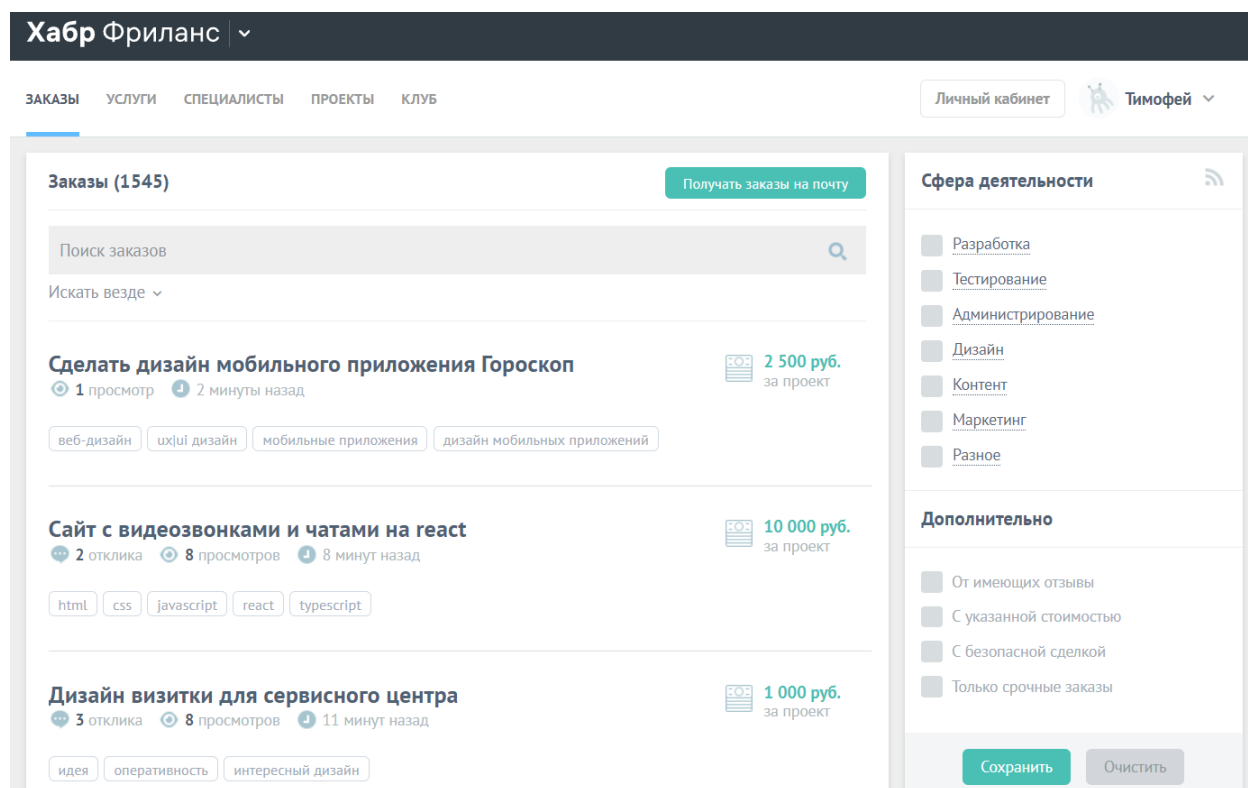 Хабр Фриланс
ЗАКАЗЫ УСЛУГИ СПЕЦИАЛИСТЫ ПРОЕКТЫ КЛУБ
Личный кабинет Тимофей
Заказы (1545)
Получать заказы на почту
Поиск заказов
Искать везде
Сделать дизайн мобильного приложения Гороскоп
2 500 руб.
за проект
1 просмотр 2 минуты назад
веб-дизайн ux|ui дизайн мобильные приложения дизайн мобильных приложений
Сайт с видеозвонками и чатами на react
10 000 руб.
за проект
2 отклика 8 просмотров 8 минут назад
html css javascript react typescript
Дизайн визитки для сервисного центра
1 000 руб.
за проект
3 отклика 8 просмотров 11 минут назад
идея оперативность интересный дизайн
Сфера деятельности
Разработка
Тестирование
Администрирование
Дизайн
Контент
Маркетинг
Разное
Дополнительно
От имеющих отзывы
С указанной стоимостью
С безопасной сделкой
Только срочные заказы
Сохранить Очистить